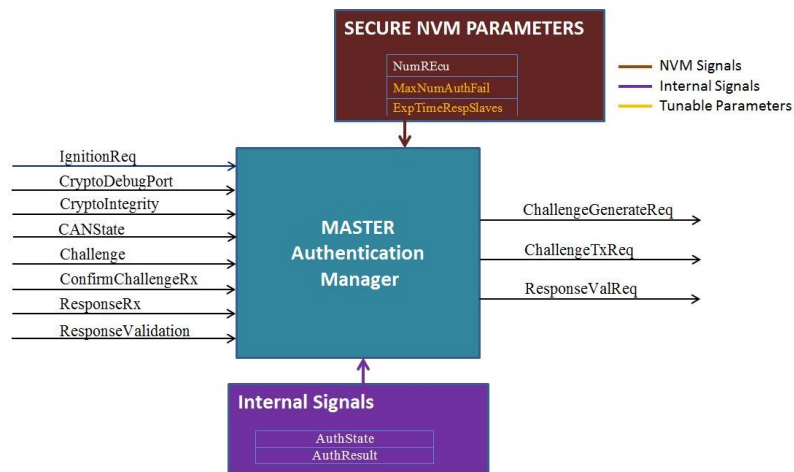 SECURE NVM PARAMETERS
NumREcu
MaxNumAuthFail
ExpTimeRespSlaves
NVM Signals
Internal Signals
Tunable Parameters
IgnitionReq
CryptoDebugPort
CryptoIntegrity
CANState
Challenge
ConfirmChallengeRx
ResponseRx
ResponseValidation
MASTER
Authentication
Manager
ChallengeGenerateReq
ChallengeTxReq
ResponseValReq
Internal Signals
AuthState
AuthResult